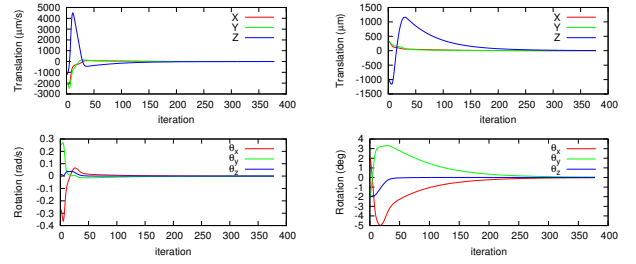 5000
4000
3000
2000
1000
0
-1000
-2000
-3000
0 50 100 150 200 250 300 350 400
Translation (μm/s)
iteration
X
Y
Z
1500
1000
500
0
-500
-1000
-1500
0 50 100 150 200 250 300 350 400
Translation (μm)
iteration
X
Y
Z
0.3
0.2
0.1
0
-0.1
-0.2
-0.3
-0.4
0 50 100 150 200 250 300 350 400
Rotation (rad/s)
iteration
θx
θy
θz
4
3
2
1
0
-1
-2
-3
-4
-5
0 50 100 150 200 250 300 350 400
Rotation (deg)
iteration
θx
θy
θz